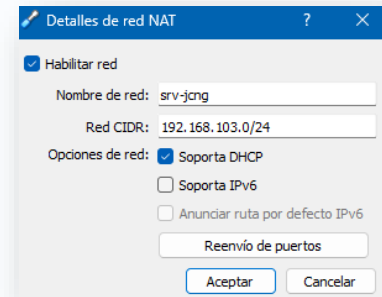 Detalles de red NAT ? ×
Habilitar red
Nombre de red: srv-jcng
Red CIDR: 192.168.103.0/24
Opciones de red: Soporta DHCP
Soporta IPv6
Anunciar ruta por defecto IPv6
Reenvío de puertos
Aceptar Cancelar